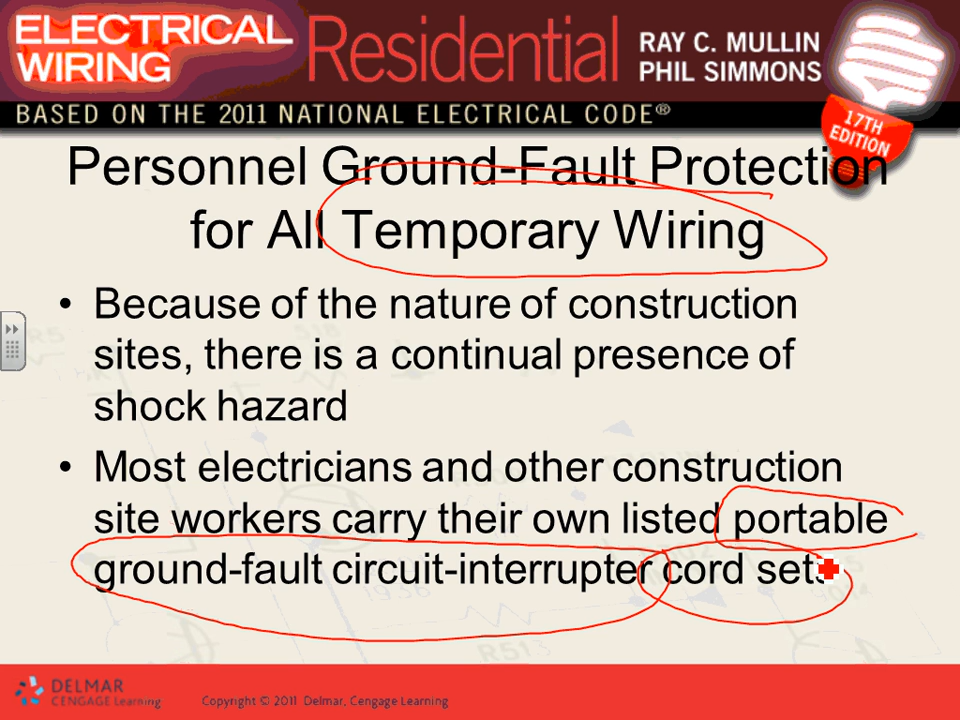 ELECTRICAL
WIRING
Residential
RAY C. MULLIN
PHIL SIMMONS
BASED ON THE 2011 NATIONAL ELECTRICAL CODE®
17TH
EDITION
Personnel Ground-Fault Protection
for All Temporary Wiring
• Because of the nature of construction
sites, there is a continual presence of
shock hazard
• Most electricians and other construction
site workers carry their own listed portable
ground-fault circuit-interrupter cord sets
R513
DELMAR
CENGAGE Learning
Copyright © 2011 Delmar, Cengage Learning